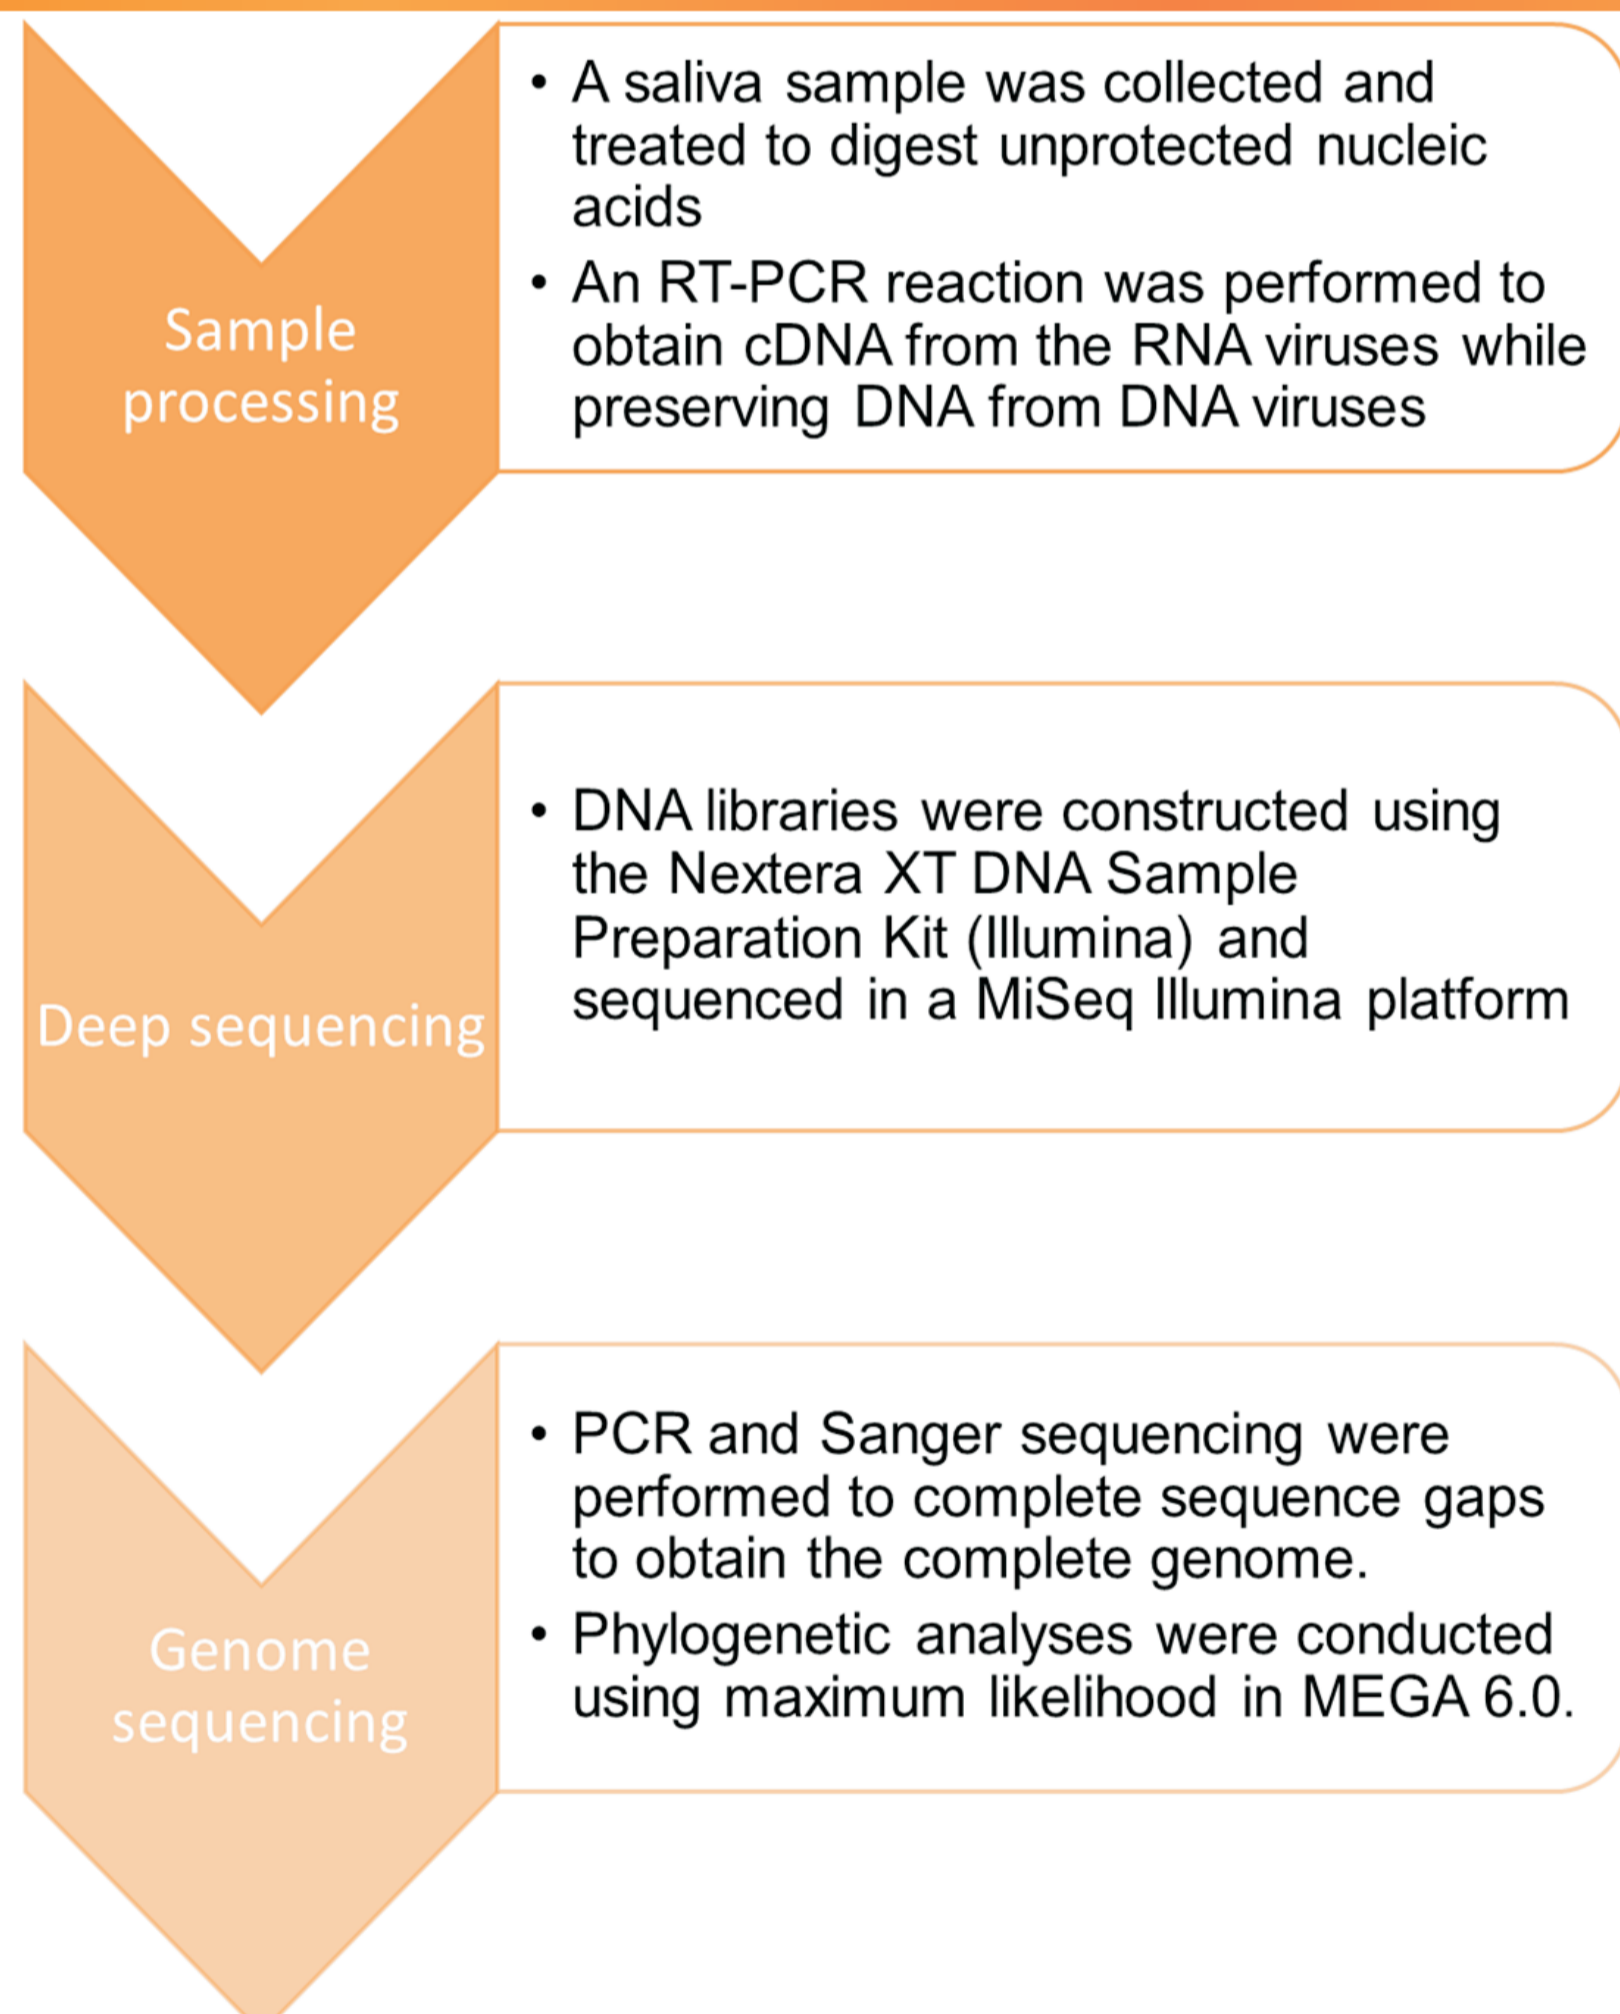 Sample
processing
• A saliva sample was collected and
treated to digest unprotected nucleic
acids
• An RT-PCR reaction was performed to
obtain cDNA from the RNA viruses while
preserving DNA from DNA viruses
Deep sequencing
• DNA libraries were constructed using
the Nextera XT DNA Sample
Preparation Kit (Illumina) and
sequenced in a MiSeq Illumina platform
Genome
sequencing
• PCR and Sanger sequencing were
performed to complete sequence gaps
to obtain the complete genome.
• Phylogenetic analyses were conducted
using maximum likelihood in MEGA 6.0.